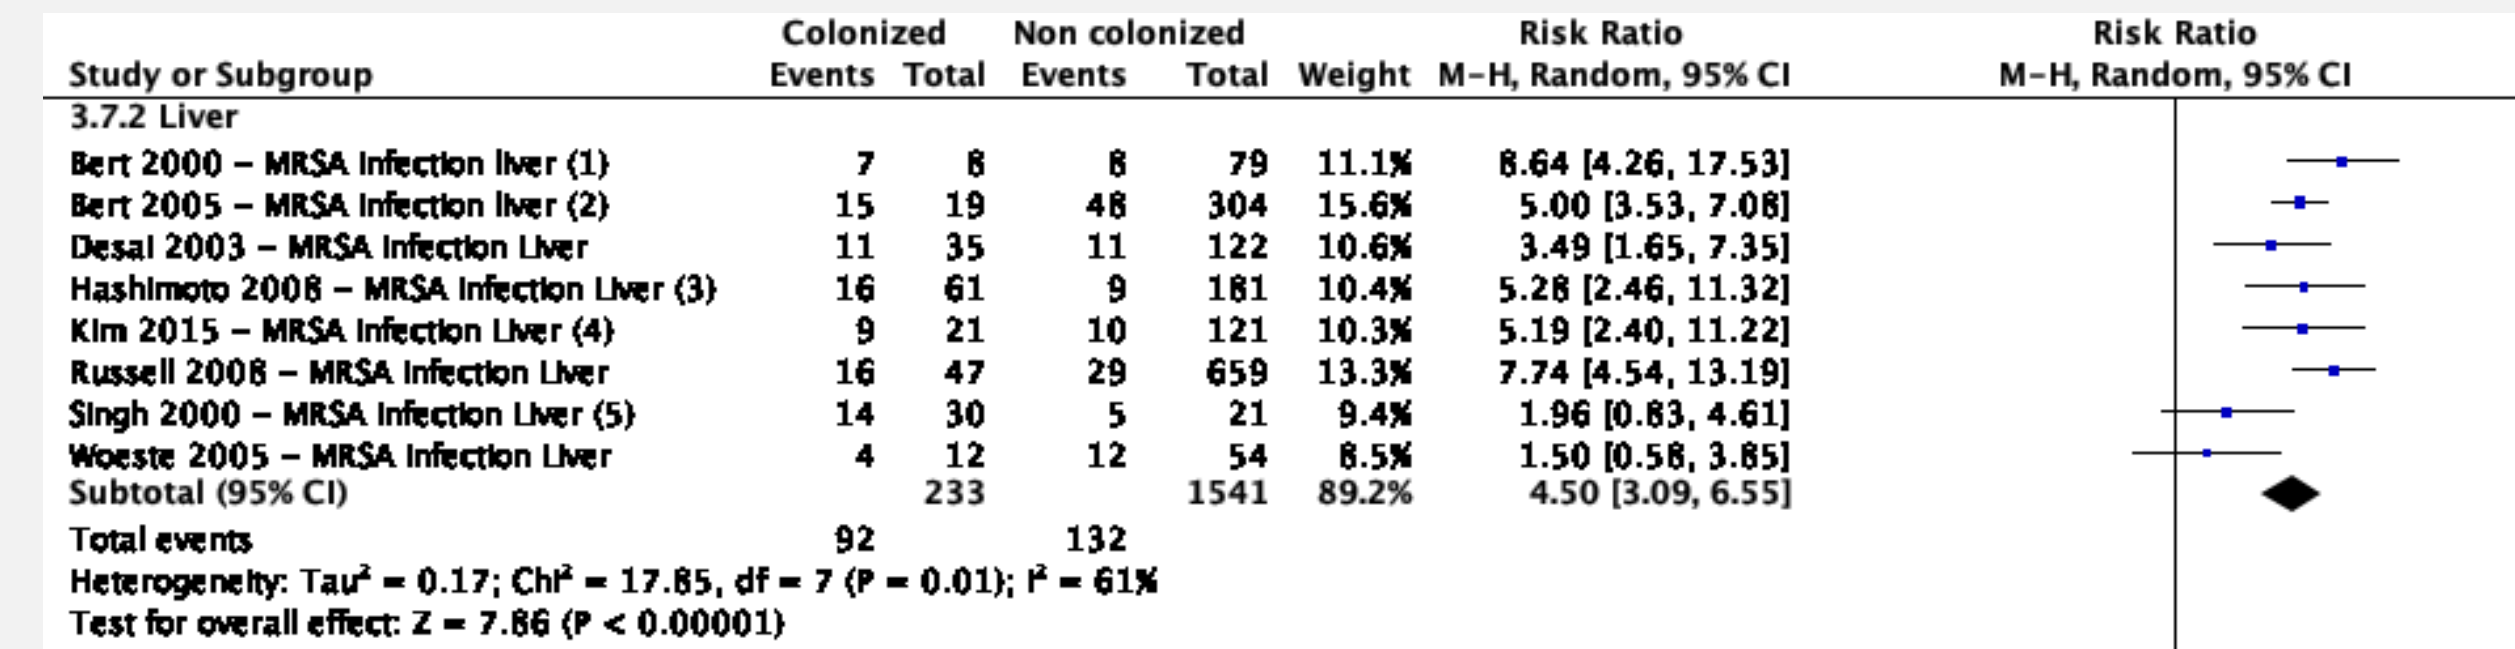 Colonized Non colonized Risk Ratio Risk Ratio
Study or Subgroup Events Total Events Total Weight M-H, Random, 95% CI M-H, Random, 95% CI
3.7.2 Liver
Bert 2000 – MRSA Infection liver (1) 7 8 8 79 11.1% 8.64 [4.26, 17.53]
Bert 2005 – MRSA Infection liver (2) 15 19 48 304 15.6% 5.00 [3.53, 7.08]
Desai 2003 – MRSA Infection Liver 11 35 11 122 10.6% 3.49 [1.65, 7.35]
Hashimoto 2008 – MRSA Infection Liver (3) 16 61 9 181 10.4% 5.28 [2.46, 11.32]
Kim 2015 – MRSA Infection Liver (4) 9 21 10 121 10.3% 5.19 [2.40, 11.22]
Russell 2008 – MRSA Infection Liver 16 47 29 659 13.3% 7.74 [4.54, 13.19]
Singh 2000 – MRSA Infection Liver (5) 14 30 5 21 9.4% 1.96 [0.83, 4.61]
Woeste 2005 – MRSA Infection Liver 4 12 12 54 8.5% 1.50 [0.58, 3.85]
Subtotal (95% CI) 233 1541 89.2% 4.50 [3.09, 6.55]
Total events 92 132
Heterogeneity: Tau² = 0.17; Chi² = 17.85, df = 7 (P = 0.01); I² = 61%
Test for overall effect: Z = 7.86 (P < 0.00001)